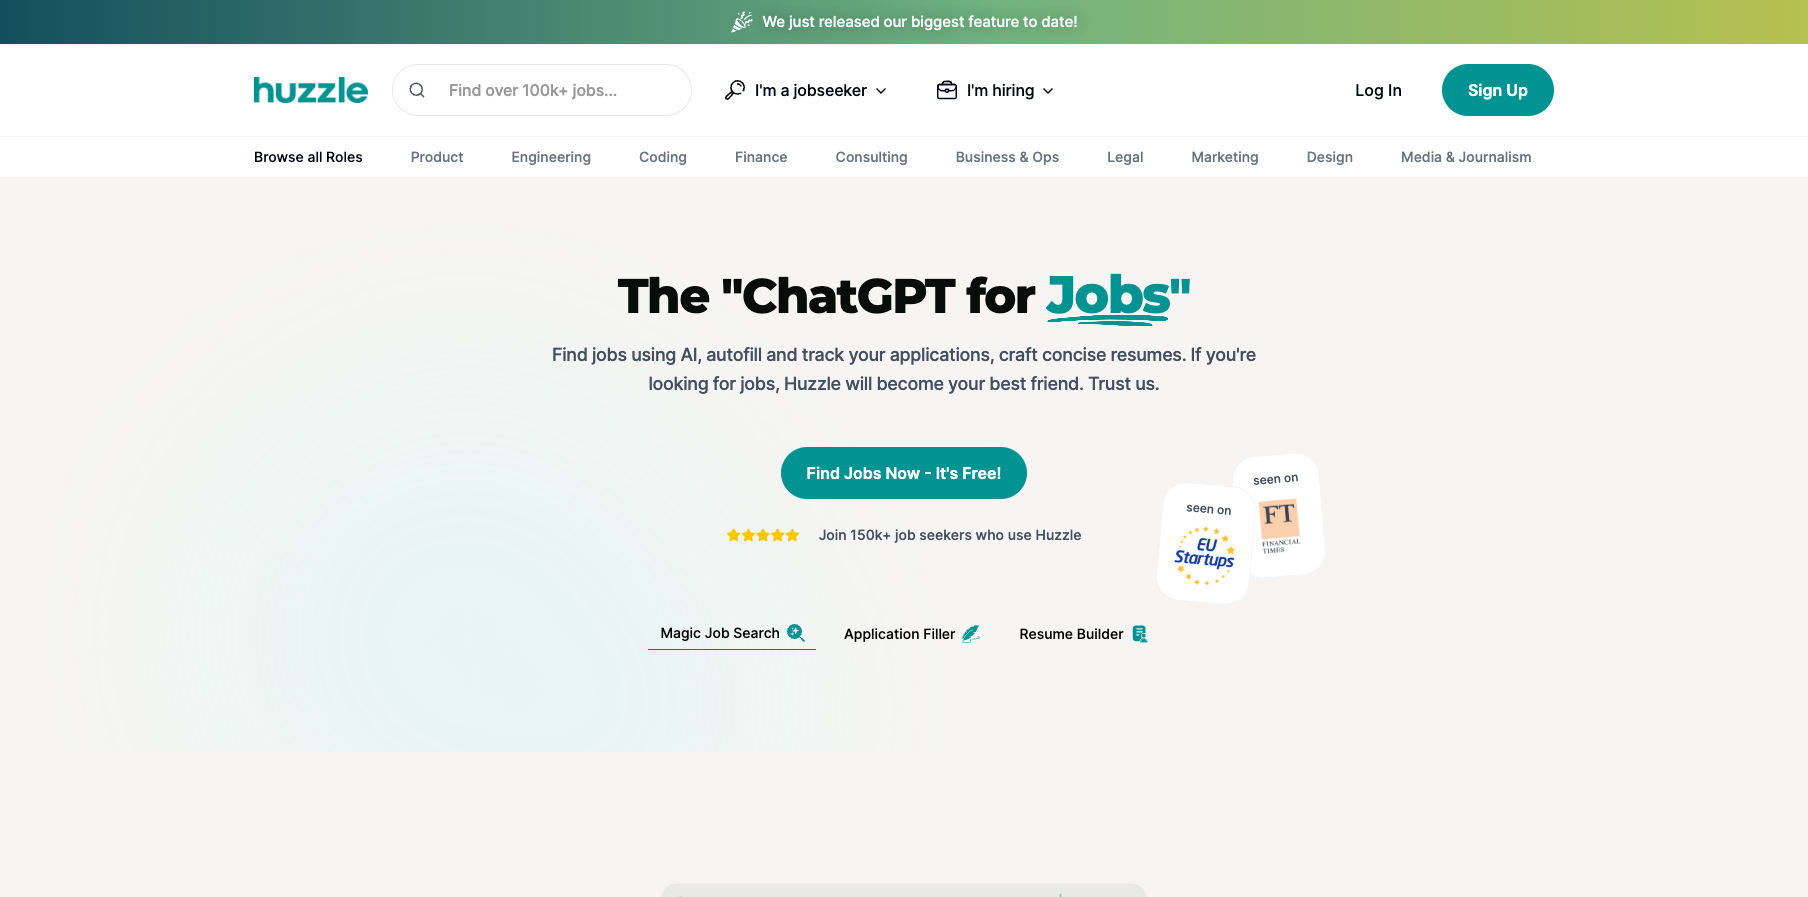 We just released our biggest feature to date!
huzzle
Find over 100k+ jobs...
I'm a jobseeker
I'm hiring
Log In
Sign Up
Browse all Roles
Product
Engineering
Coding
Finance
Consulting
Business & Ops
Legal
Marketing
Design
Media & Journalism
The "ChatGPT for Jobs"
Find jobs using AI, autofill and track your applications, craft concise resumes. If you're
looking for jobs, Huzzle will become your best friend. Trust us.
Find Jobs Now - It's Free!
Join 150k+ job seekers who use Huzzle
seen on
EU
Startups
seen on
FT
FINANCIAL
TIMES
Magic Job Search
Application Filler
Resume Builder